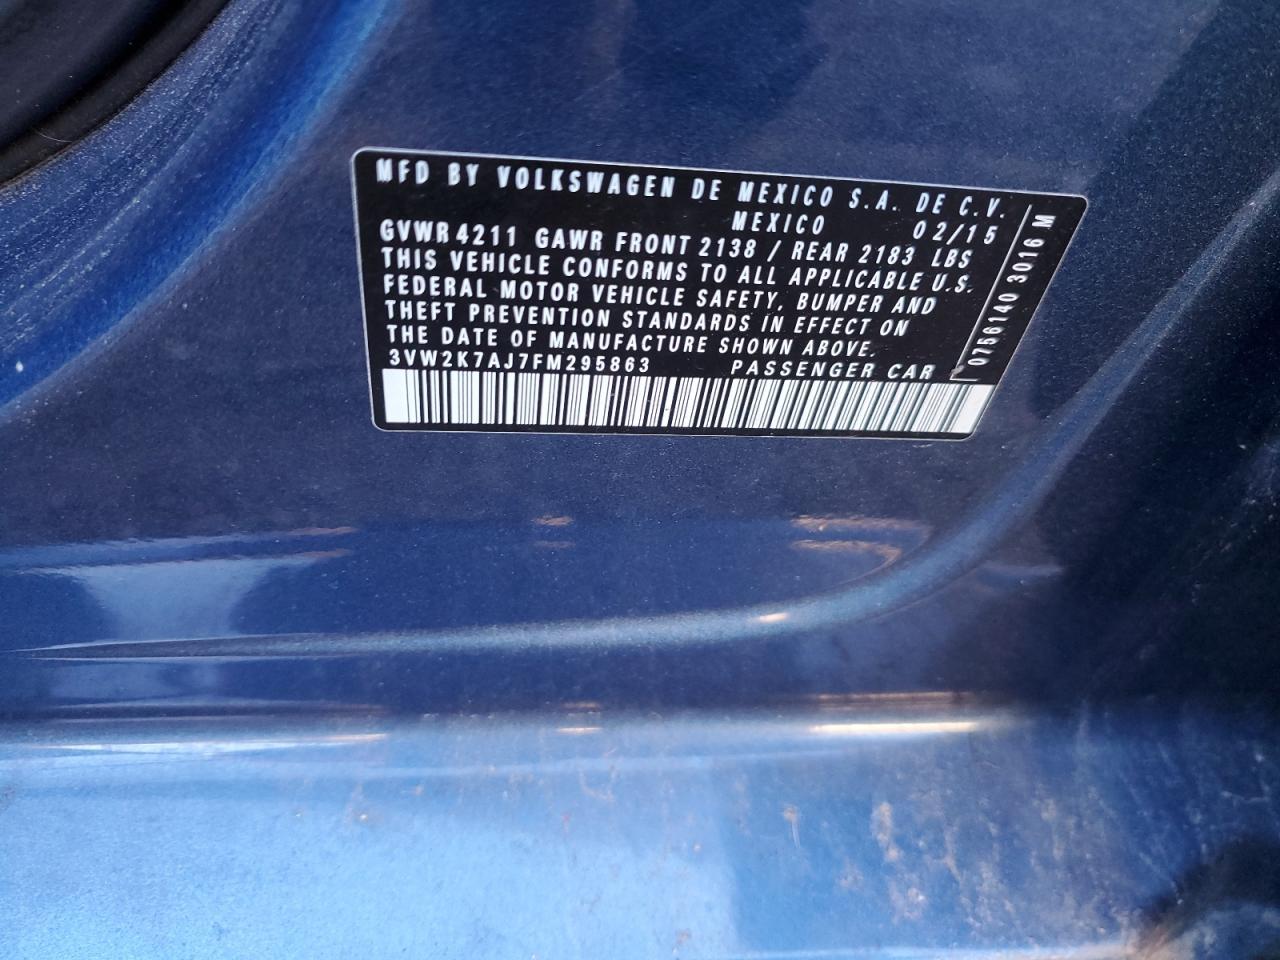 MFD BY VOLKSWAGEN DE MEXICO S.A. DE C.V.
MEXICO 02/15
GVWR 4211 GAWR FRONT 2138 / REAR 2183 LBS
THIS VEHICLE CONFORMS TO ALL APPLICABLE U.S.
FEDERAL MOTOR VEHICLE SAFETY, BUMPER AND
THEFT PREVENTION STANDARDS IN EFFECT ON
THE DATE OF MANUFACTURE SHOWN ABOVE.
3VW2K7AJ7FM295863 PASSENGER CAR
0756140 3016 M